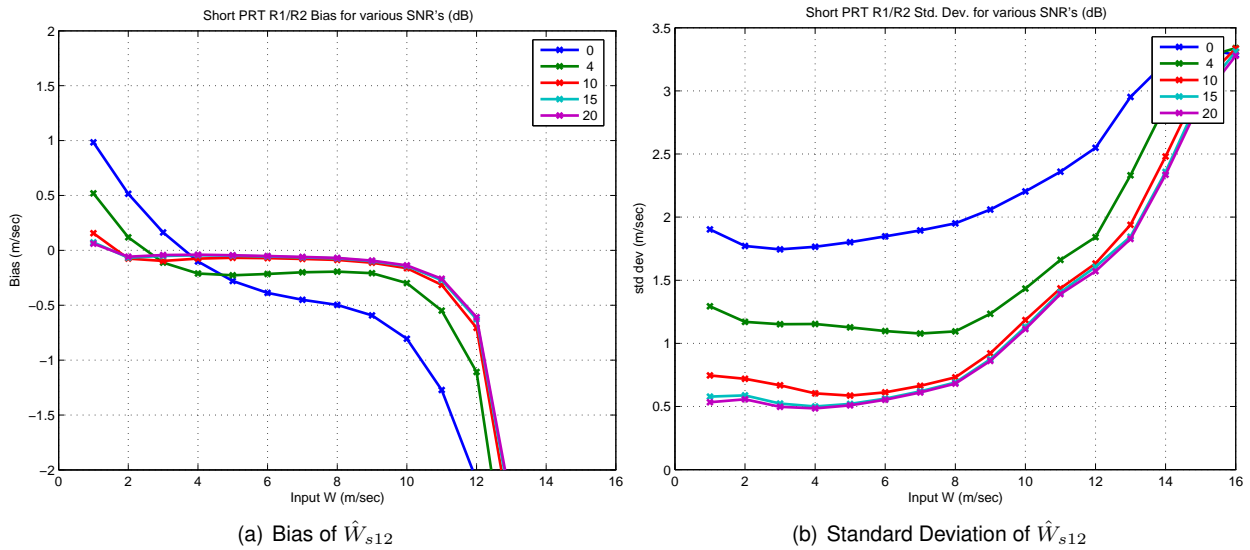 Short PRT R1/R2 Bias for various SNR's (dB)
2
1.5
1
0.5
0
−0.5
−1
−1.5
−2
Bias (m/sec)
0
4
10
15
20
0 2 4 6 8 10 12 14 16
Input W (m/sec)
(a) Bias of Ŵs12
Short PRT R1/R2 Std. Dev. for various SNR's (dB)
3.5
3
2.5
2
1.5
1
0.5
0
std dev (m/sec)
0
4
10
15
20
0 2 4 6 8 10 12 14 16
Input W (m/sec)
(b) Standard Deviation of Ŵs12